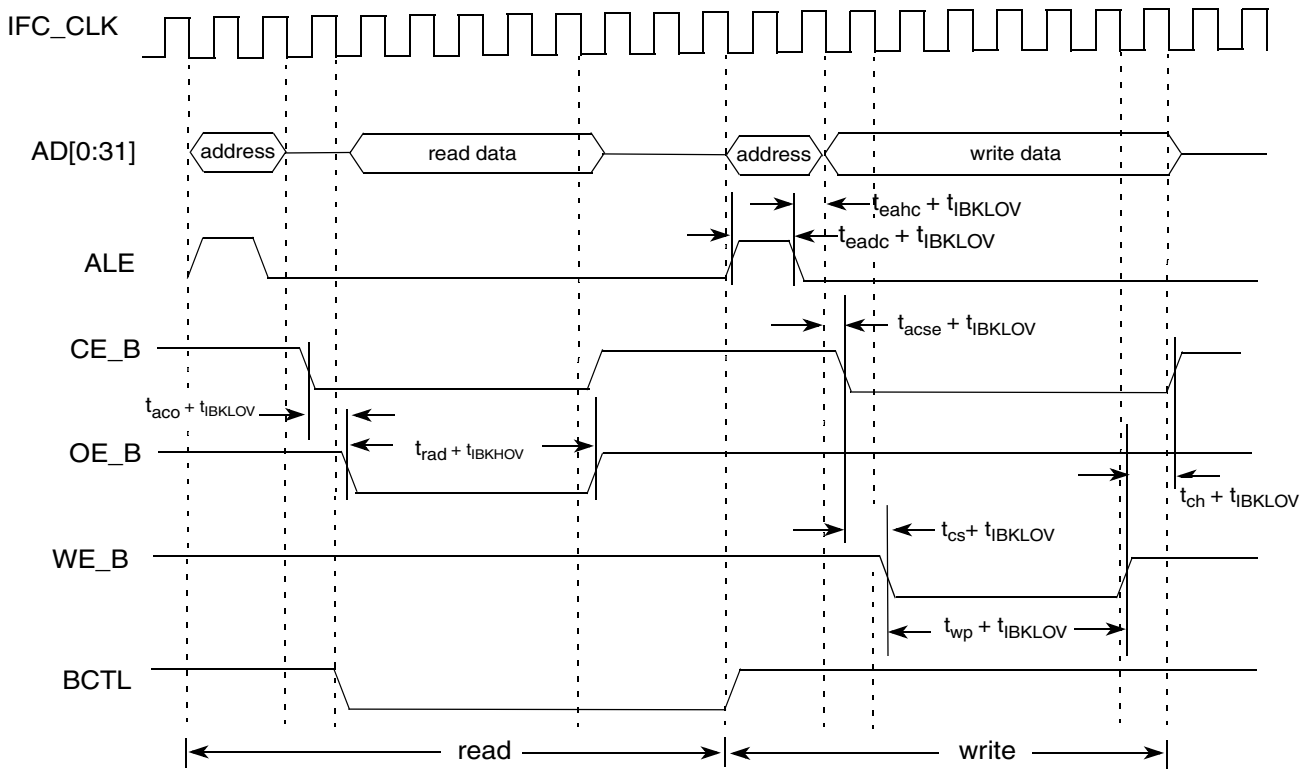 IFC_CLK
AD[0:31]
address
read data
address
write data
teahc + tIBKLOV
teadc + tIBKLOV
ALE
tacse + tIBKLOV
CE_B
taco + tIBKLOV
trad + tIBKHOV
OE_B
tch + tIBKLOV
tcs+ tIBKLOV
WE_B
twp + tIBKLOV
BCTL
read
write